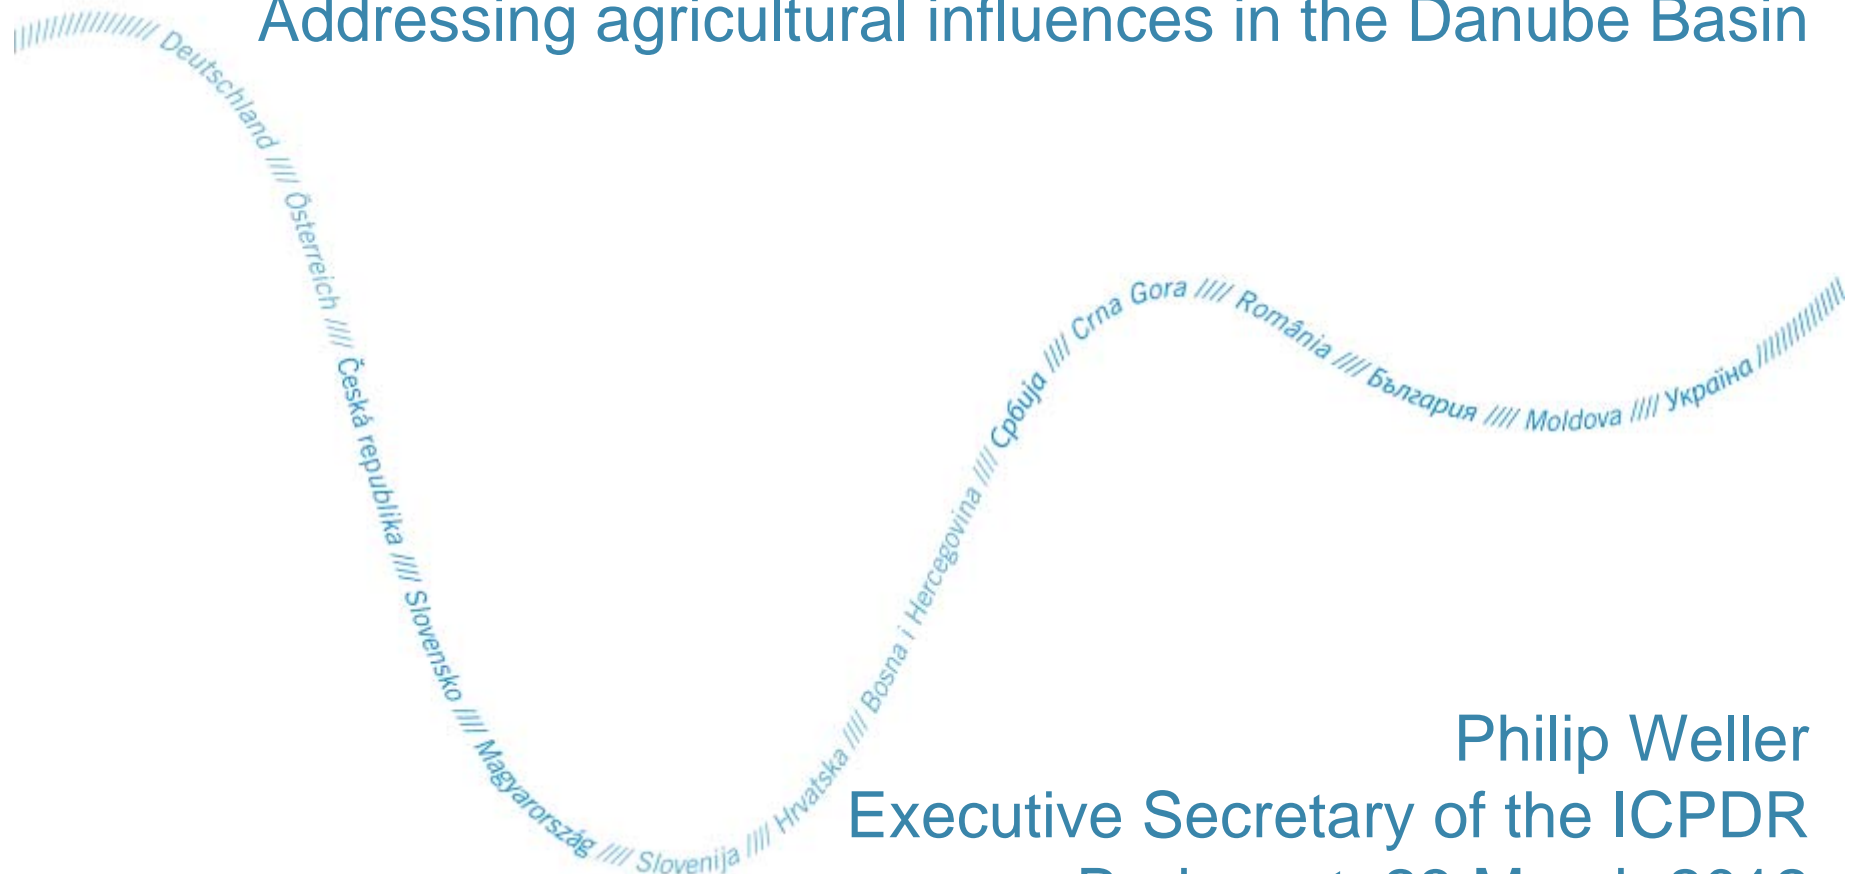 Addressing agricultural influences in the Danube Basin
//////////////// Deutschland //// Österreich //// Česká republika //// Slovensko //// Magyarország //// Slovenija //// Hrvatska //// Bosna i Hercegovina //// Србија //// Crna Gora //// România //// България //// Moldova //// Україна ////////////////
Philip Weller
Executive Secretary of the ICPDR